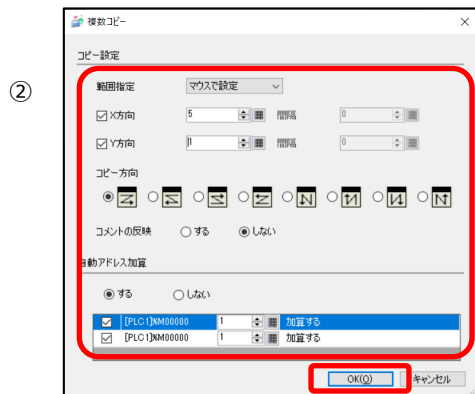 複数コピー
②
コピー設定
範囲指定 マウスで設定
X方向 5 間隔 0
Y方向 1 間隔 0
コピー方向
コメントの反映 する しない
自動アドレス加算
する しない
[PLC1]%M00000 1 加算する
[PLC1]%M00000 1 加算する
OK(O) キャンセル